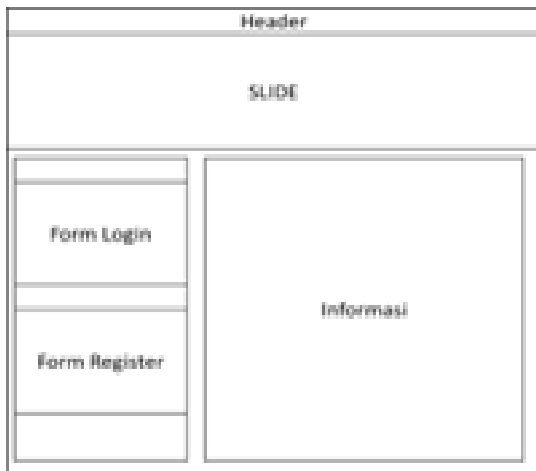 Header
SLIDE
Form Login
Informasi
Form Register